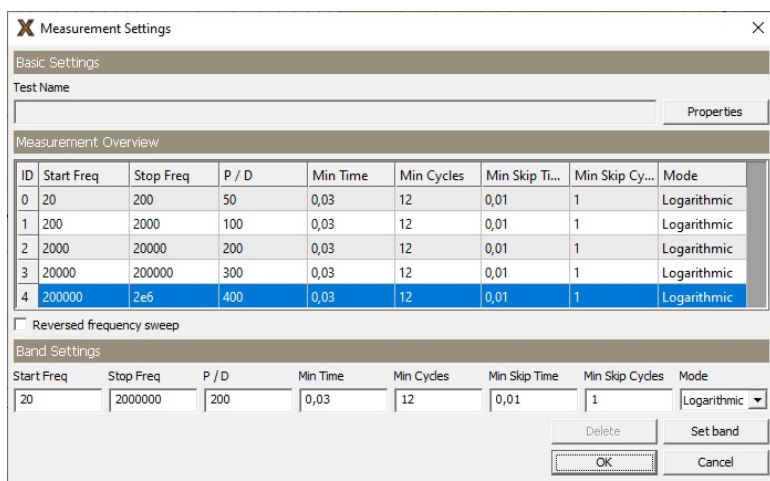 Measurement Settings
Basic Settings
Test Name
Properties
Measurement Overview
ID Start Freq Stop Freq P / D Min Time Min Cycles Min Skip Ti... Min Skip Cy... Mode
0 20 200 50 0,03 12 0,01 1 Logarithmic
1 200 2000 100 0,03 12 0,01 1 Logarithmic
2 2000 20000 200 0,03 12 0,01 1 Logarithmic
3 20000 200000 300 0,03 12 0,01 1 Logarithmic
4 200000 2e6 400 0,03 12 0,01 1 Logarithmic
Reversed frequency sweep
Band Settings
Start Freq Stop Freq P / D Min Time Min Cycles Min Skip Time Min Skip Cycles Mode
20 2000000 200 0,03 12 0,01 1 Logarithmic
Delete Set band
OK Cancel